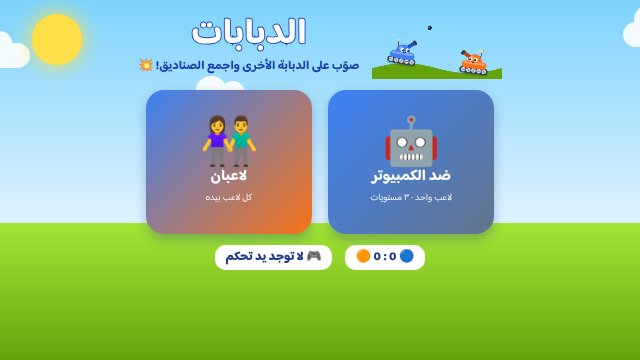 الدبابات
صوّب على الدبابة الأخرى واجمع الصناديق! 💥
ضد الكمبيوتر
لاعب واحد · ٣ مستويات
لاعبان
كل لاعب بيده
🔵 0 : 0 🟠
🎮 لا توجد يد تحكم